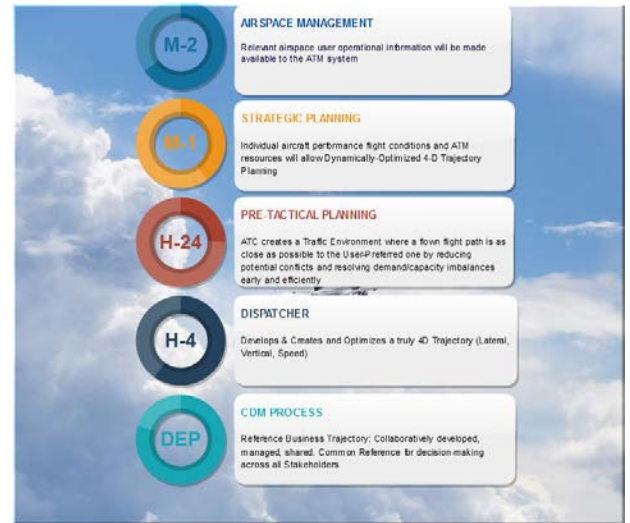 M-2
AIRSPACE MANAGEMENT
Relevant airspace user operational information will be made
available to the ATM system
M-1
STRATEGIC PLANNING
Individual aircraft performance flight conditions and ATM
resources will allow Dynamically-Optimized 4-D Trajectory
Planning
H-24
PRE-TACTICAL PLANNING
ATC creates a Traffic Environment where a flown flight path is as
close as possible to the User-Preferred one by reducing
potential conflicts and resolving demand/capacity imbalances
early and efficiently
H-4
DISPATCHER
Develops & Creates and Optimizes a truly 4D Trajectory (Lateral,
Vertical, Speed)
DEP
CDM PROCESS
Reference Business Trajectory: Collaboratively developed,
managed, shared. Common Reference for decision-making
across all Stakeholders